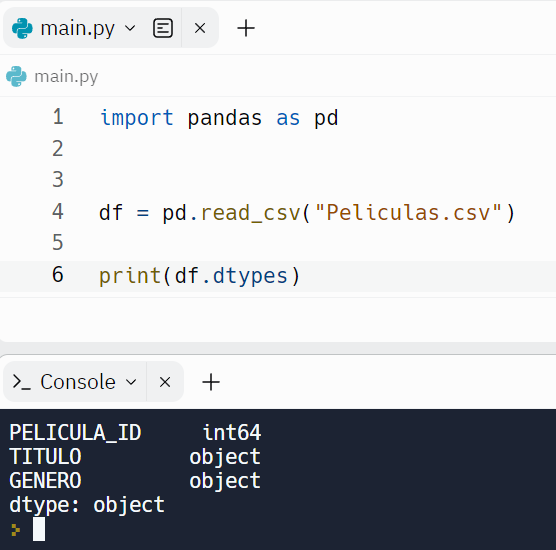 main.py
main.py
1 import pandas as pd
2
3
4 df = pd.read_csv("Peliculas.csv")
5
6 print(df.dtypes)
Console
PELICULA_ID     int64
TITULO         object
GENERO         object
dtype: object